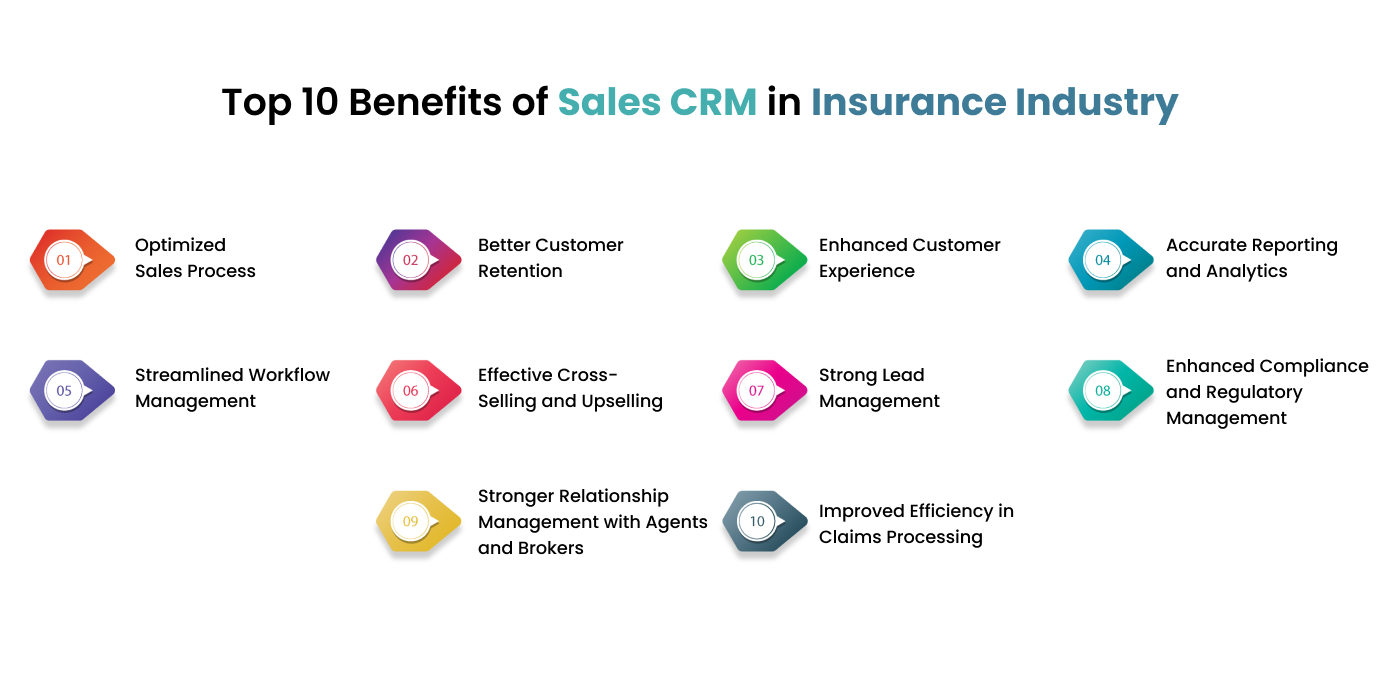 Top 10 Benefits of Sales CRM in Insurance Industry
01
Optimized
Sales Process
02
Better Customer
Retention
03
Enhanced Customer
Experience
04
Accurate Reporting
and Analytics
05
Streamlined Workflow
Management
06
Effective Cross-
Selling and Upselling
07
Strong Lead
Management
08
Enhanced Compliance
and Regulatory
Management
09
Stronger Relationship
Management with Agents
and Brokers
10
Improved Efficiency in
Claims Processing